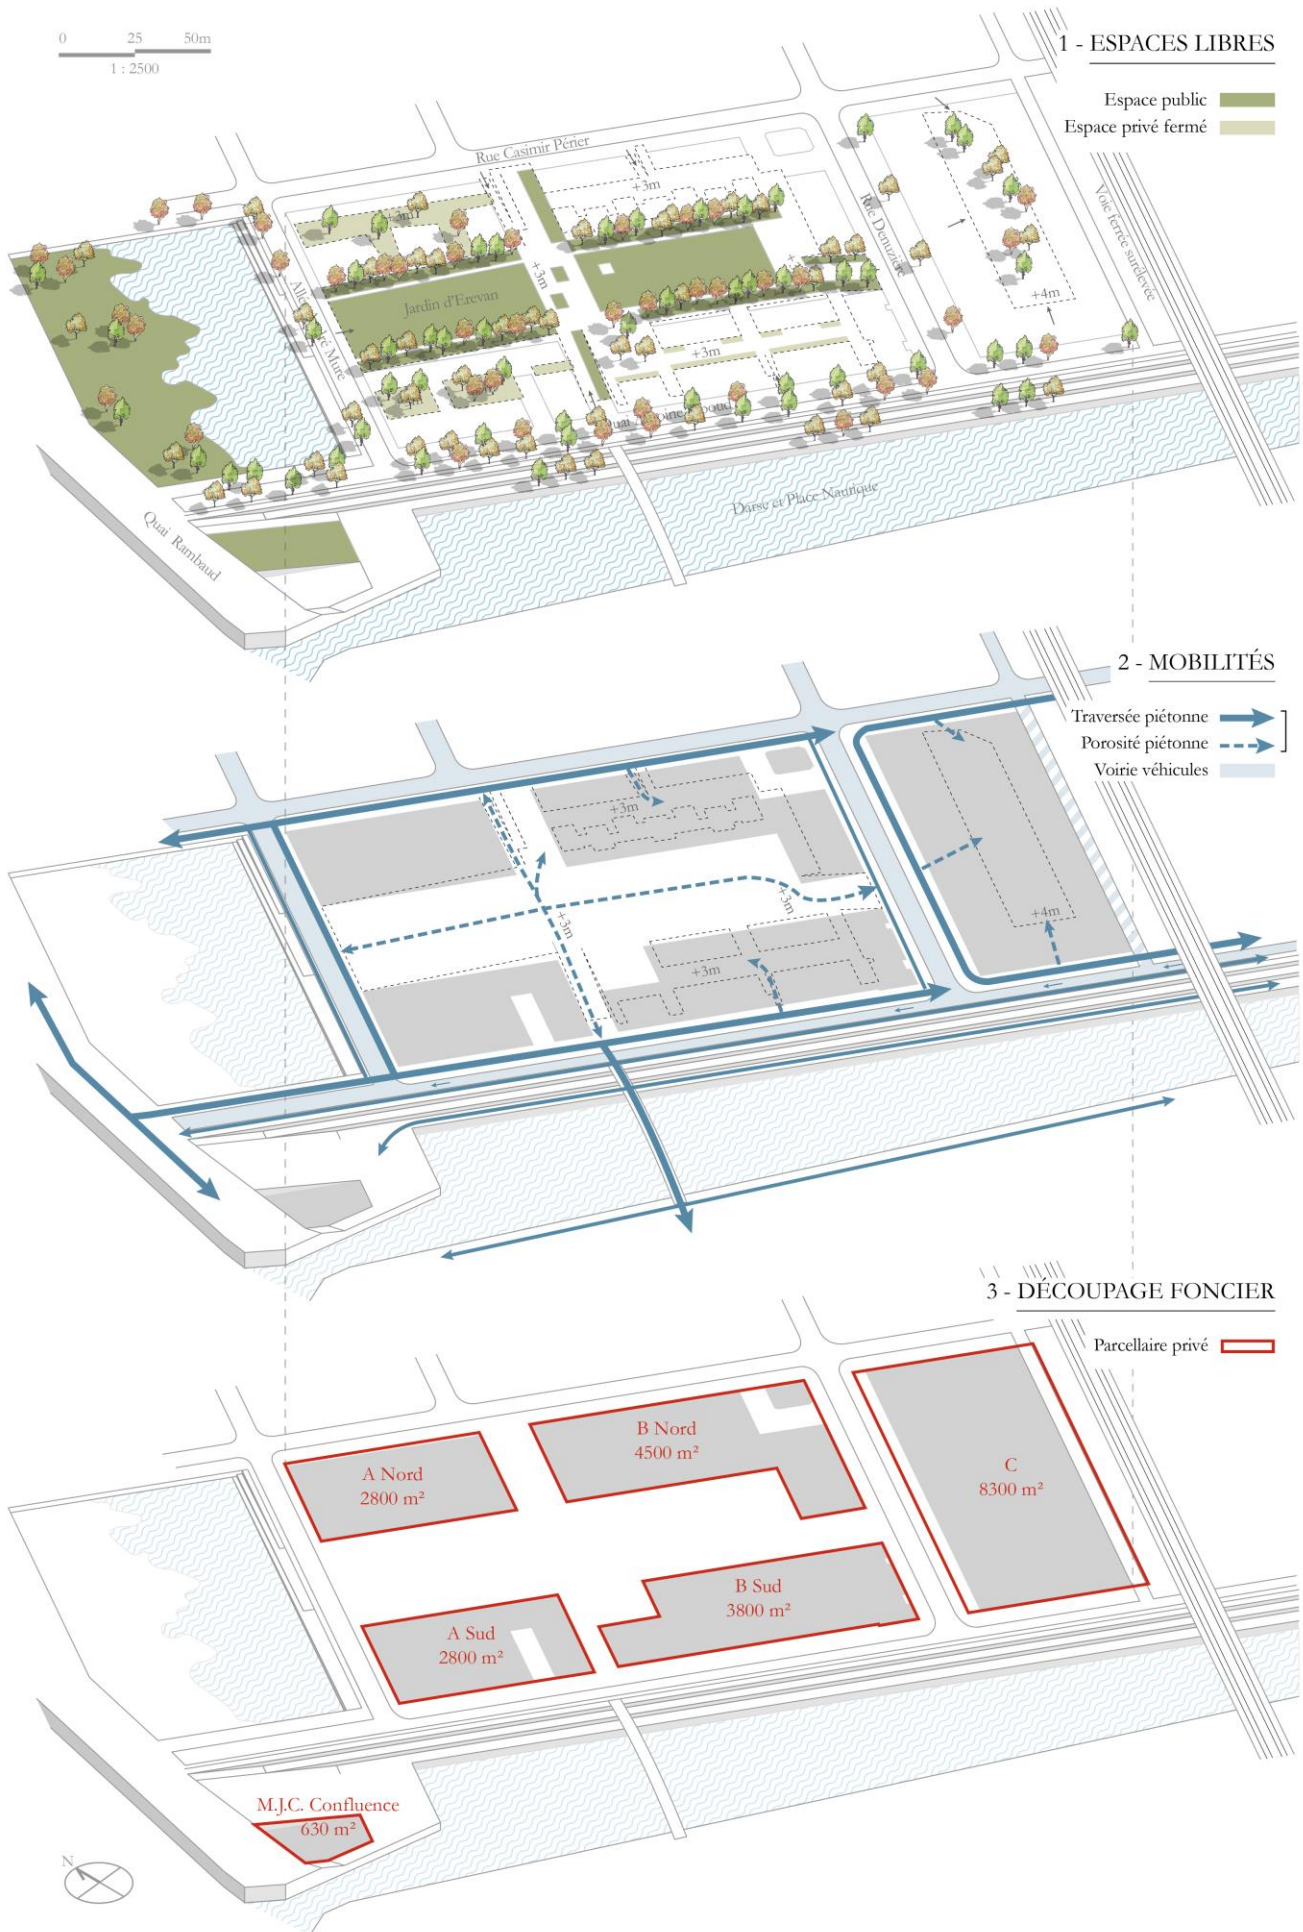 0 25 50m
1 : 2500
1 - ESPACES LIBRES
Espace public
Espace privé fermé
Rue Casimir Périer
+3m
+3m
Rue Denuzière
Voie ferrée surélevée
+3m
Jardin d'Erevan
+4m
Mure
+3m
Quai
Darse et Place Nautique
Quai Rambaud
2 - MOBILITÉS
Traversée piétonne
Porosité piétonne
Voirie véhicules
+3m
+3m
+3m
+4m
+3m
3 - DÉCOUPAGE FONCIER
Parcellaire privé
B Nord
4500 m²
A Nord
2800 m²
C
8300 m²
B Sud
3800 m²
A Sud
2800 m²
M.J.C. Confluence
630 m²
N